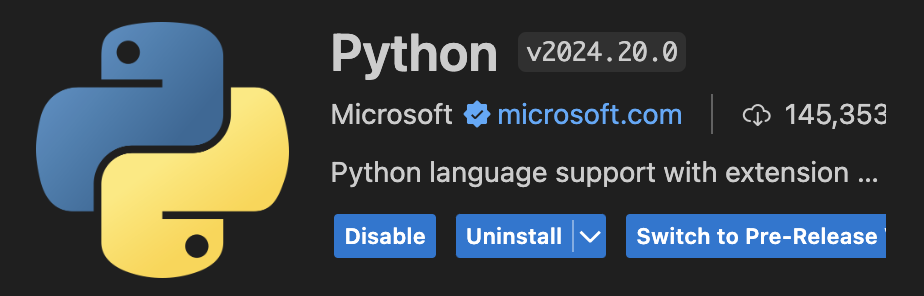 Python v2024.20.0
Microsoft microsoft.com 145,353
Python language support with extension ...
Disable Uninstall Switch to Pre-Release